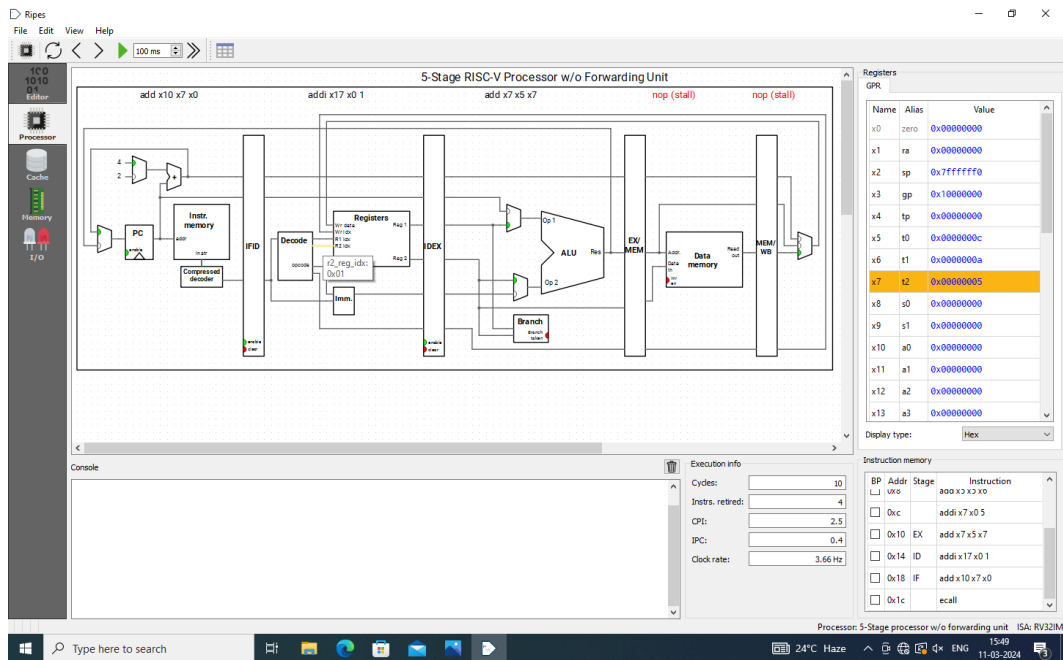 Ripes
File Edit View Help
100 ms
Editor
Processor
Cache
Memory
I/O
5-Stage RISC-V Processor w/o Forwarding Unit
add x10 x7 x0
addi x17 x0 1
add x7 x5 x7
nop (stall)
nop (stall)
4
2
+
PC
enable
Instr. memory
addr
instr
Compressed decoder
IFID
enable
clear
Decode
opcode
Registers
Wr data
Wr idx
R1 idx
R2 idx
Reg 1
Reg 2
r2_reg_idx:
0x01
Imm.
IDEX
enable
clear
Op 1
ALU
Res
Op 2
Branch
Branch taken
EX/
MEM
Addr.
Data in
Wr en
Data memory
Read out
MEM/
WB
Registers
GPR
Name Alias Value
x0 zero 0x00000000
x1 ra 0x00000000
x2 sp 0x7ffffff0
x3 gp 0x10000000
x4 tp 0x00000000
x5 t0 0x0000000c
x6 t1 0x0000000a
x7 t2 0x00000005
x8 s0 0x00000000
x9 s1 0x00000000
x10 a0 0x00000000
x11 a1 0x00000000
x12 a2 0x00000000
x13 a3 0x00000000
Display type: Hex
Console
Execution info
Cycles: 10
Instrs. retired: 4
CPI: 2.5
IPC: 0.4
Clock rate: 3.66 Hz
Instruction memory
BP Addr Stage Instruction
0x8 add x5 x5 x6
0xc addi x7 x0 5
0x10 EX add x7 x5 x7
0x14 ID addi x17 x0 1
0x18 IF add x10 x7 x0
0x1c ecall
Processor: 5-Stage processor w/o forwarding unit ISA: RV32IM
Type here to search
24°C Haze
ENG
15:49
11-03-2024
3